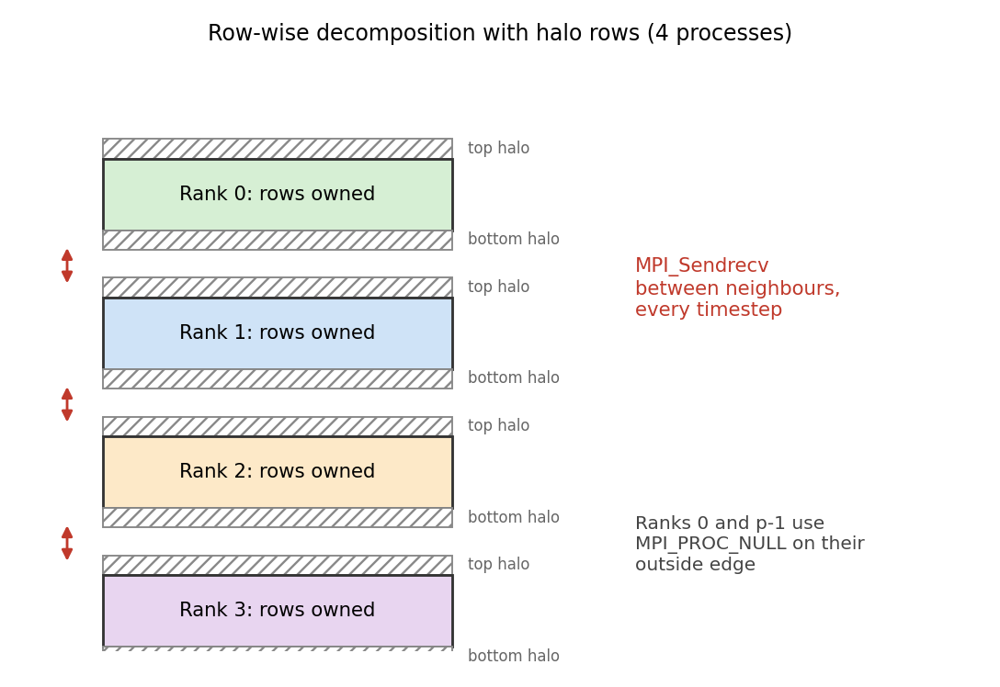 Row-wise decomposition with halo rows (4 processes)
top halo
Rank 0: rows owned
bottom halo
top halo
Rank 1: rows owned
bottom halo
top halo
Rank 2: rows owned
bottom halo
top halo
Rank 3: rows owned
bottom halo
MPI_Sendrecv
between neighbours,
every timestep
Ranks 0 and p-1 use
MPI_PROC_NULL on their
outside edge